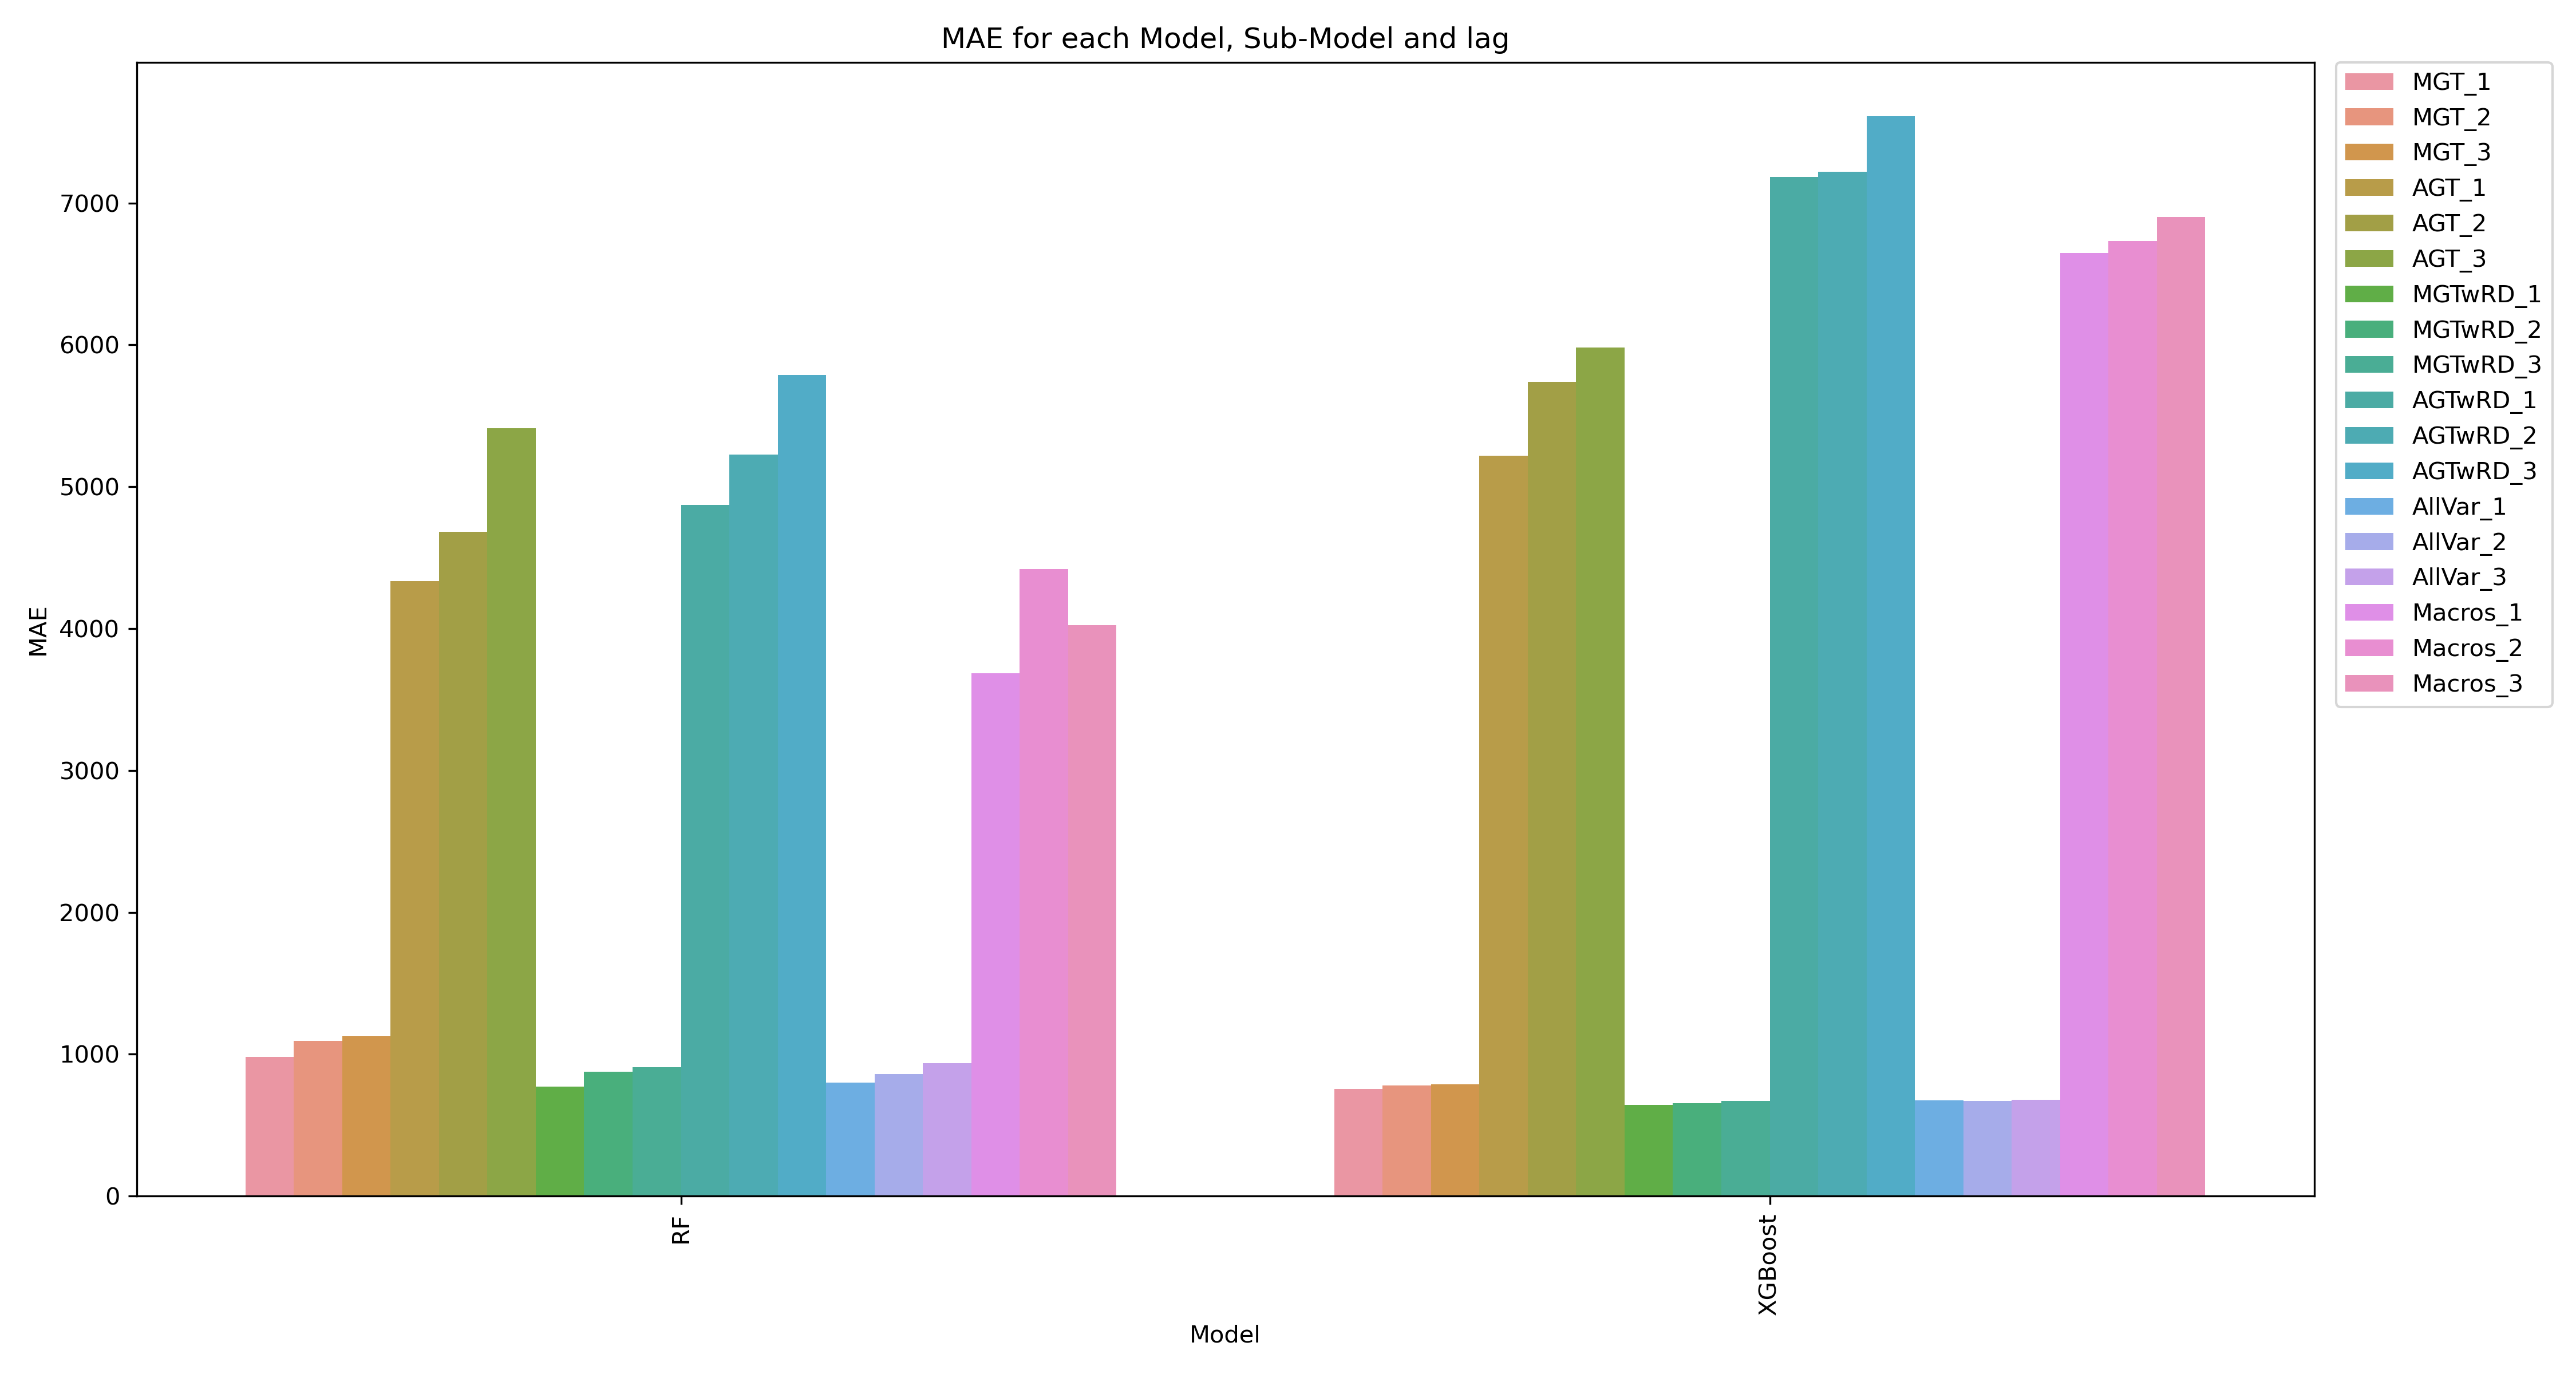 MAE for each Model, Sub-Model and lag
MAE
7000
6000
5000
4000
3000
2000
1000
0
RF
XGBoost
Model
MGT_1
MGT_2
MGT_3
AGT_1
AGT_2
AGT_3
MGTwRD_1
MGTwRD_2
MGTwRD_3
AGTwRD_1
AGTwRD_2
AGTwRD_3
AllVar_1
AllVar_2
AllVar_3
Macros_1
Macros_2
Macros_3